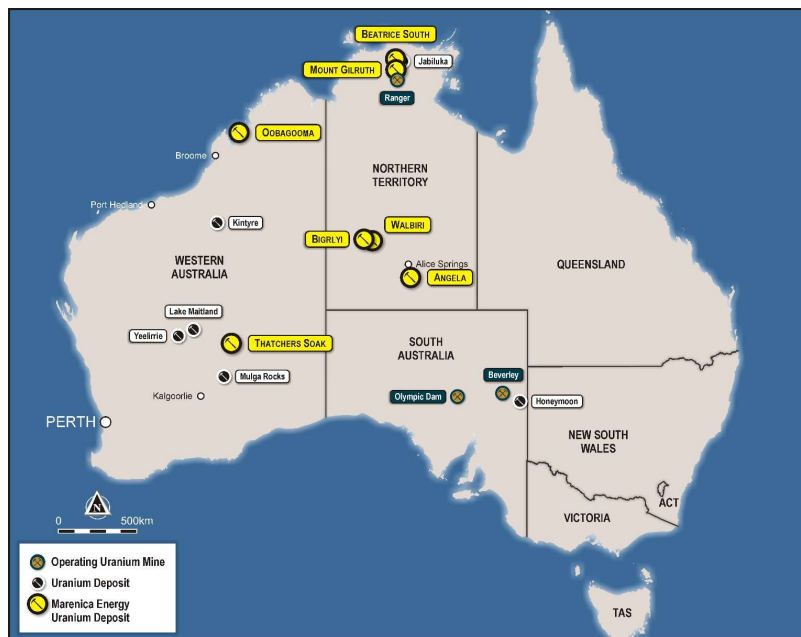 BEATRICE SOUTH
Jabiluka
MOUNT GILRUTH
Ranger
OOBAGOOMA
Broome
NORTHERN
TERRITORY
Port Hedland
Kintyre
WALBIRI
BIGRLYI
WESTERN
AUSTRALIA
Alice Springs
QUEENSLAND
ANGELA
Lake Maitland
Yeelirrie
THATCHERS SOAK
SOUTH
AUSTRALIA
Mulga Rocks
Beverley
Kalgoorlie
Olympic Dam
Honeymoon
PERTH
NEW SOUTH
WALES
N
ACT
0 500km
VICTORIA
Operating Uranium Mine
Uranium Deposit
Marenica Energy
Uranium Deposit
TAS